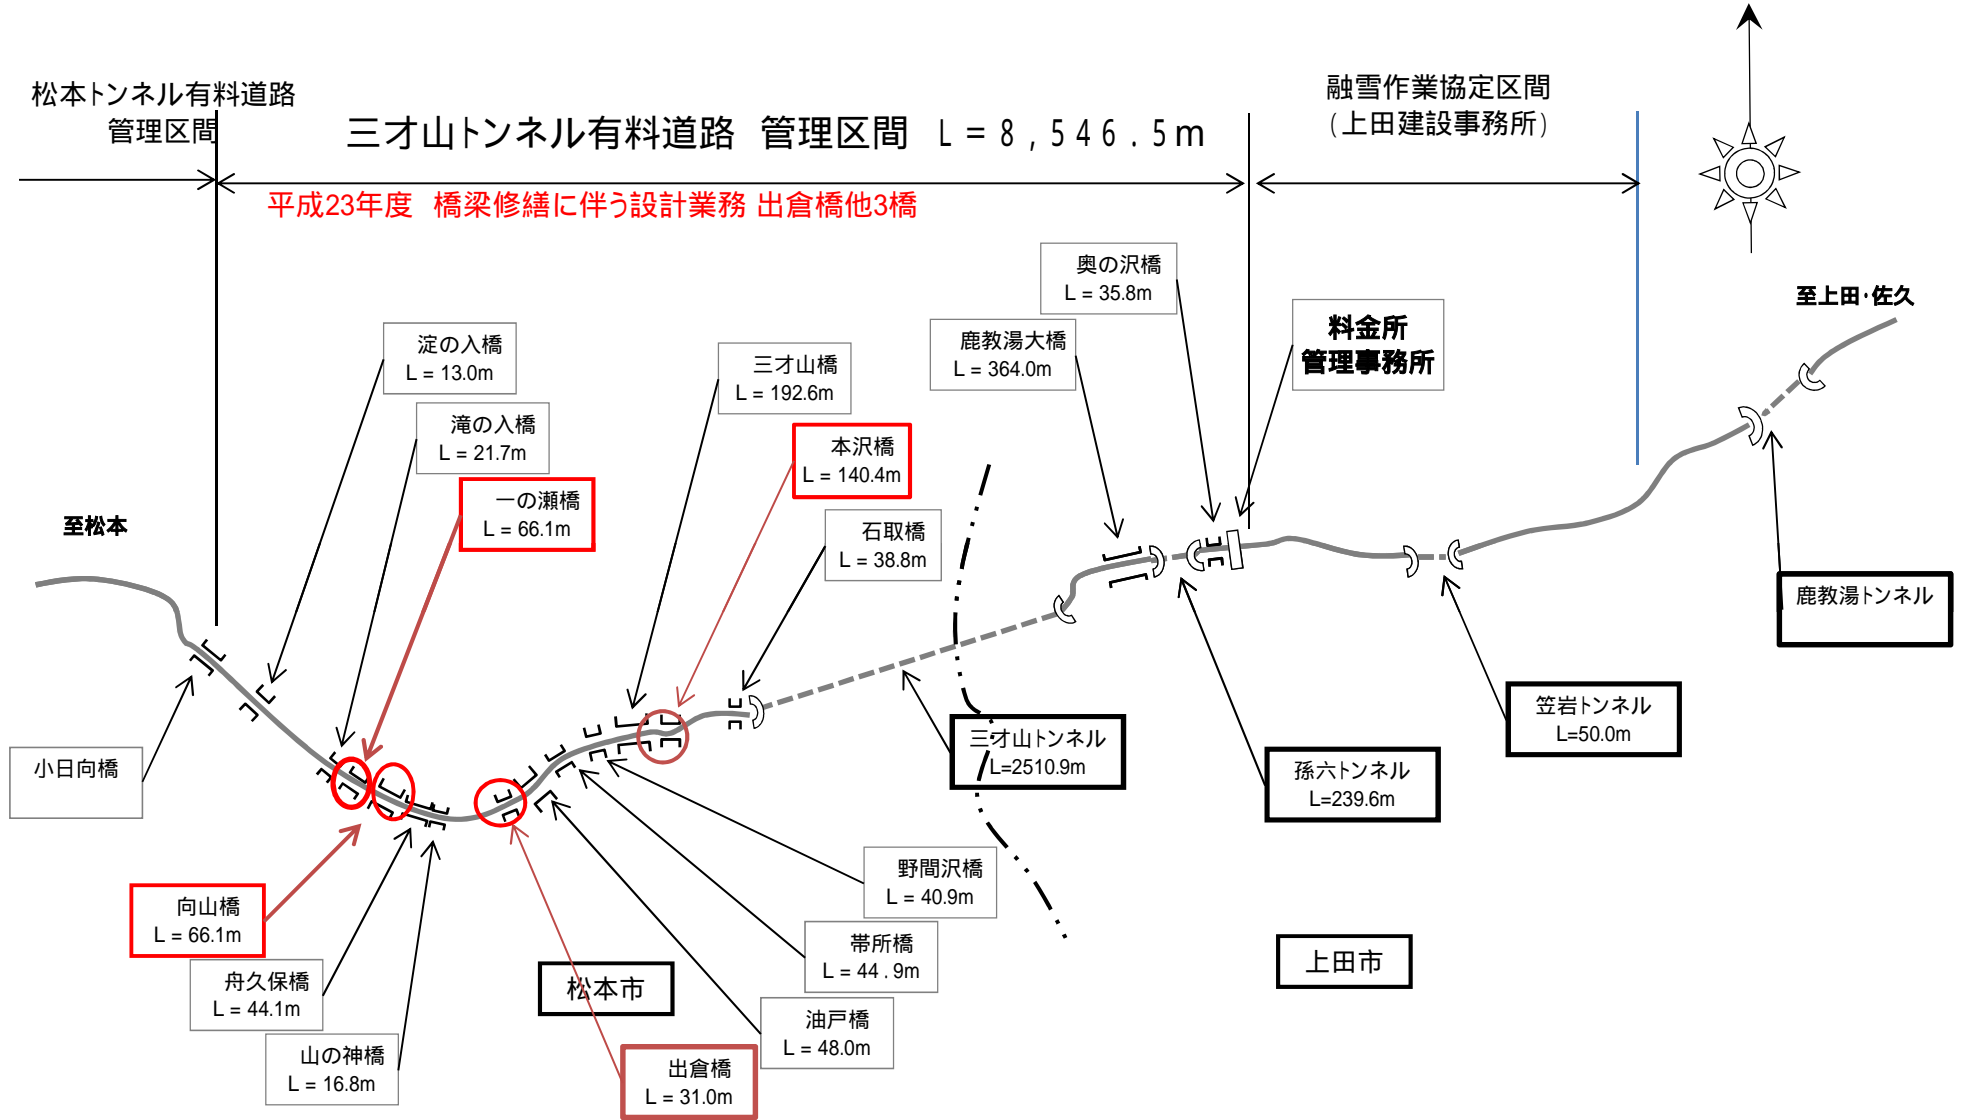 松本トンネル有料道路
管理区間
三才山トンネル有料道路 管理区間 L=8,546.5m
融雪作業協定区間
(上田建設事務所)
平成23年度 橋梁修繕に伴う設計業務 出倉橋他3橋
奥の沢橋
L = 35.8m
至上田・佐久
料金所
管理事務所
鹿教湯大橋
L = 364.0m
淀の入橋
L = 13.0m
三才山橋
L = 192.6m
滝の入橋
L = 21.7m
本沢橋
L = 140.4m
一の瀬橋
L = 66.1m
至松本
石取橋
L = 38.8m
鹿教湯トンネル
笠岩トンネル
L=50.0m
三才山トンネル
L=2510.9m
小日向橋
孫六トンネル
L=239.6m
野間沢橋
L = 40.9m
向山橋
L = 66.1m
帯所橋
L = 44.9m
上田市
舟久保橋
L = 44.1m
松本市
油戸橋
L = 48.0m
山の神橋
L = 16.8m
出倉橋
L = 31.0m